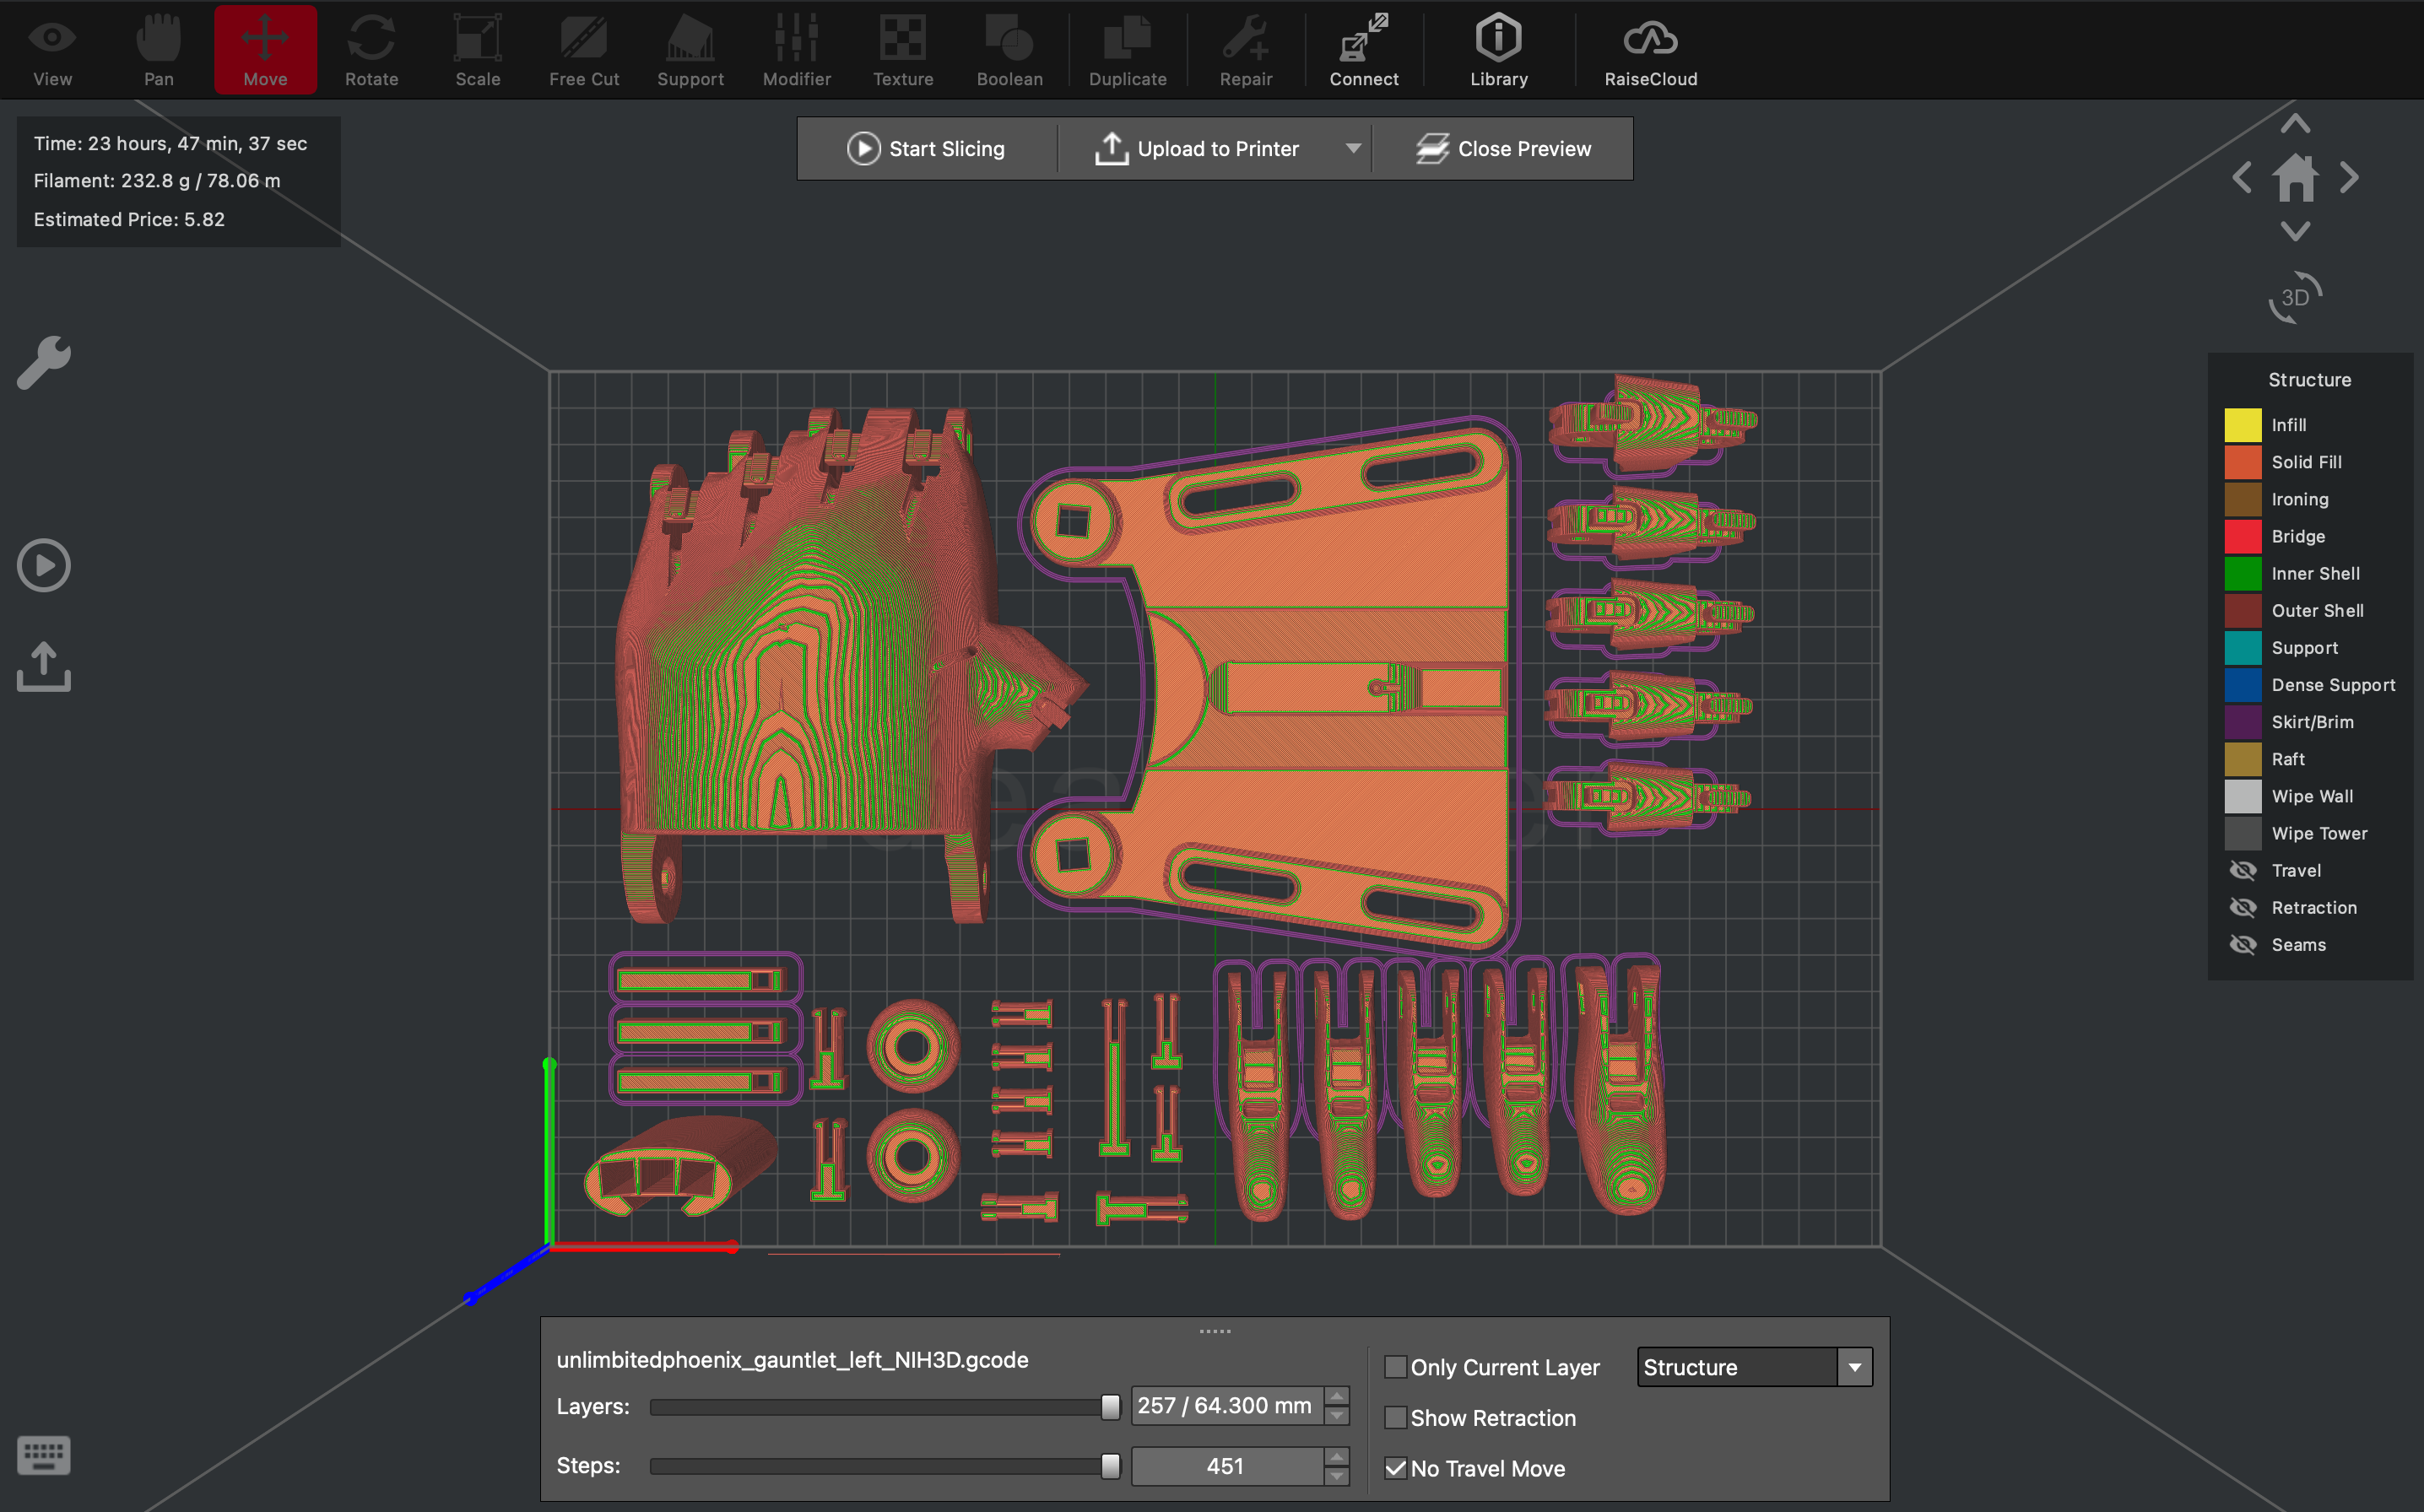 View
Pan
Move
Rotate
Scale
Free Cut
Support
Modifier
Texture
Boolean
Duplicate
Repair
Connect
Library
RaiseCloud
Time: 23 hours, 47 min, 37 sec
Filament: 232.8 g / 78.06 m
Estimated Price: 5.82
Start Slicing
Upload to Printer
Close Preview
3D
Structure
Infill
Solid Fill
Ironing
Bridge
Inner Shell
Outer Shell
Support
Dense Support
Skirt/Brim
Raft
Wipe Wall
Wipe Tower
Travel
Retraction
Seams
unlimbitedphoenix_gauntlet_left_NIH3D.gcode
Layers:
257 / 64.300 mm
Steps:
451
Only Current Layer
Structure
Show Retraction
No Travel Move